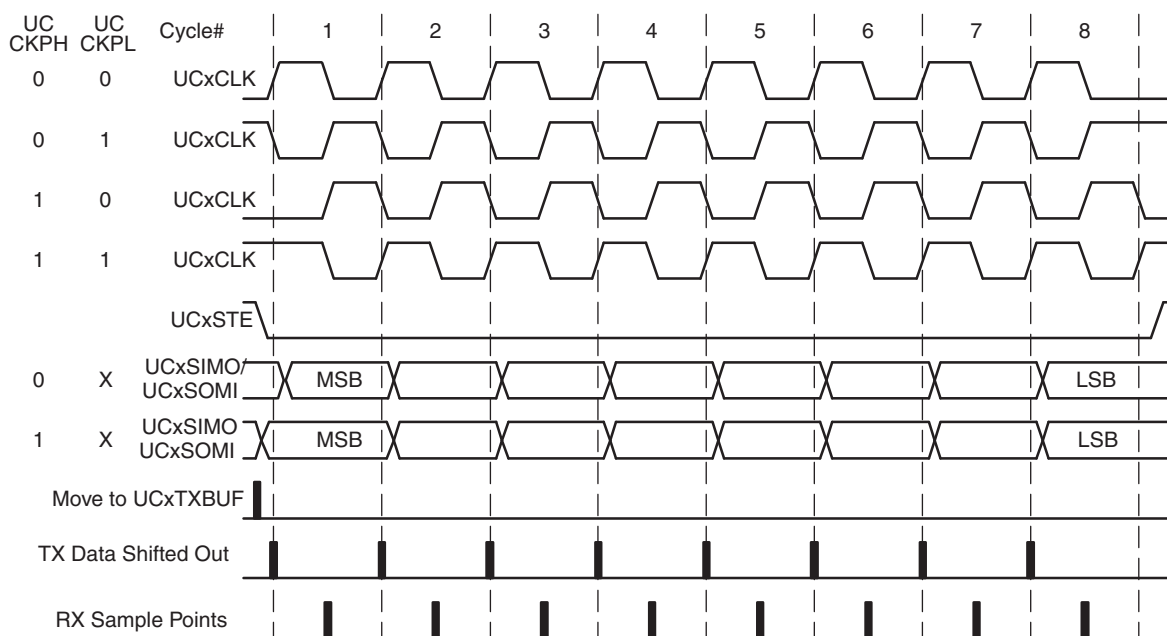 UC UC Cycle# 1 2 3 4 5 6 7 8
CKPH CKPL
0 0 UCxCLK
0 1 UCxCLK
1 0 UCxCLK
1 1 UCxCLK
UCxSTE
0 X UCxSIMO/ MSB LSB
UCxSOMI
1 X UCxSIMO MSB LSB
UCxSOMI
Move to UCxTXBUF
TX Data Shifted Out
RX Sample Points